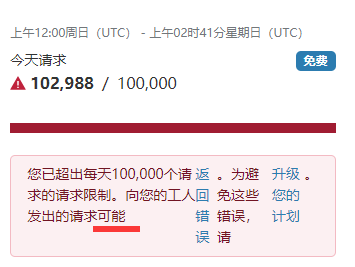 上午12:00周日（UTC） - 上午02时41分星期日（UTC）
今天请求
免费
102,988 / 100,000
您已超出每天100,000个请求的请求限制。向您的工人发出的请求可能
返回错误
。为避免这些错误，请
升级您的计划
。